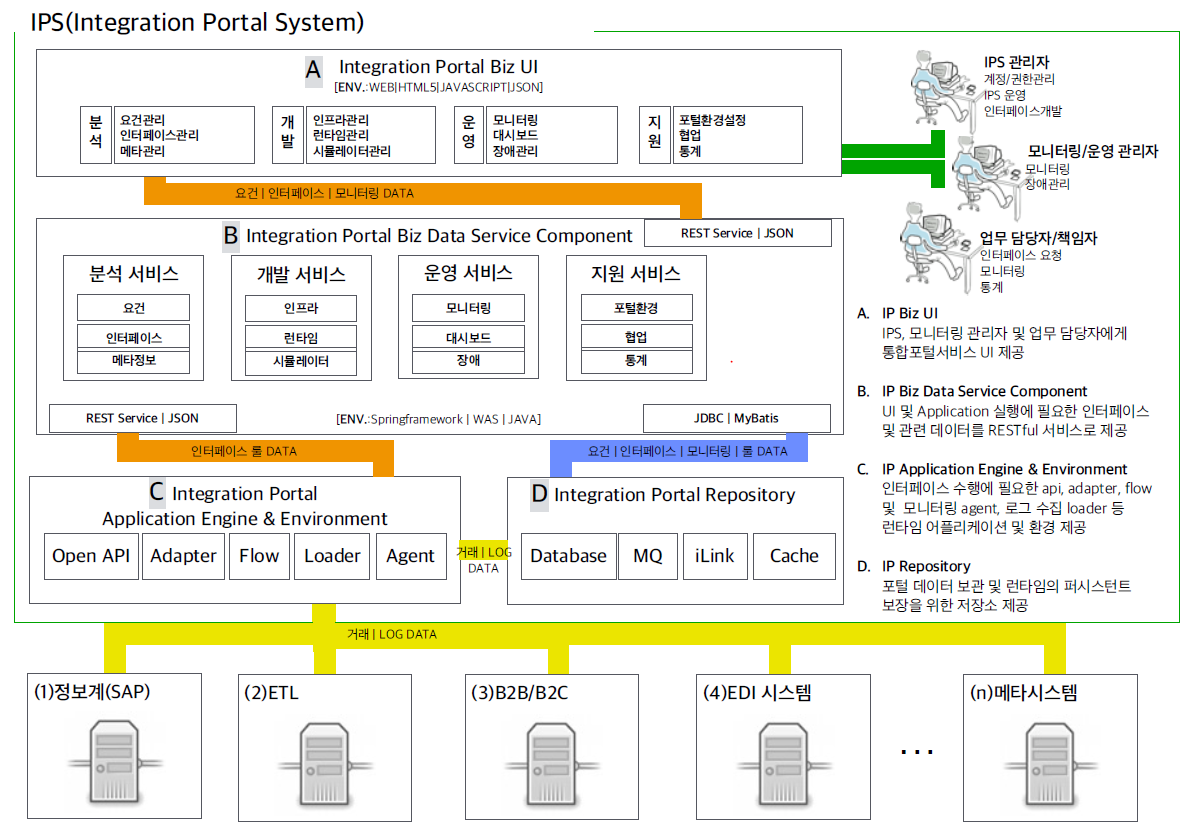 IPS(Integration Portal System)
A Integration Portal Biz UI
[ENV.:WEB|HTML5|JAVASCRIPT|JSON]
분석
요건관리
인터페이스관리
메타관리
개발
인프라관리
런타임관리
시뮬레이터관리
운영
모니터링
대시보드
장애관리
지원
포털환경설정
협업
통계
IPS 관리자
계정/권한관리
IPS 운영
인터페이스개발
모니터링/운영 관리자
모니터링
장애관리
업무 담당자/책임자
인터페이스 요청
모니터링
통계
요건 | 인터페이스 | 모니터링 DATA
B Integration Portal Biz Data Service Component
REST Service | JSON
분석 서비스
요건
인터페이스
메타정보
개발 서비스
인프라
런타임
시뮬레이터
운영 서비스
모니터링
대시보드
장애
지원 서비스
포털환경
협업
통계
REST Service | JSON
[ENV.:Springframework | WAS | JAVA]
JDBC | MyBatis
인터페이스 룰 DATA
요건 | 인터페이스 | 모니터링 | 룰 DATA
C Integration Portal
Application Engine & Environment
Open API
Adapter
Flow
Loader
Agent
거래 | LOG
DATA
D Integration Portal Repository
Database
MQ
iLink
Cache
A. IP Biz UI
IPS, 모니터링 관리자 및 업무 담당자에게
통합포털서비스 UI 제공
B. IP Biz Data Service Component
UI 및 Application 실행에 필요한 인터페이스
및 관련 데이터를 RESTful 서비스로 제공
C. IP Application Engine & Environment
인터페이스 수행에 필요한 api, adapter, flow
및 모니터링 agent, 로그 수집 loader 등
런타임 어플리케이션 및 환경 제공
D. IP Repository
포털 데이터 보관 및 런타임의 퍼시스턴트
보장을 위한 저장소 제공
거래 | LOG DATA
(1)정보계(SAP)
(2)ETL
(3)B2B/B2C
(4)EDI 시스템
...
(n)메타시스템